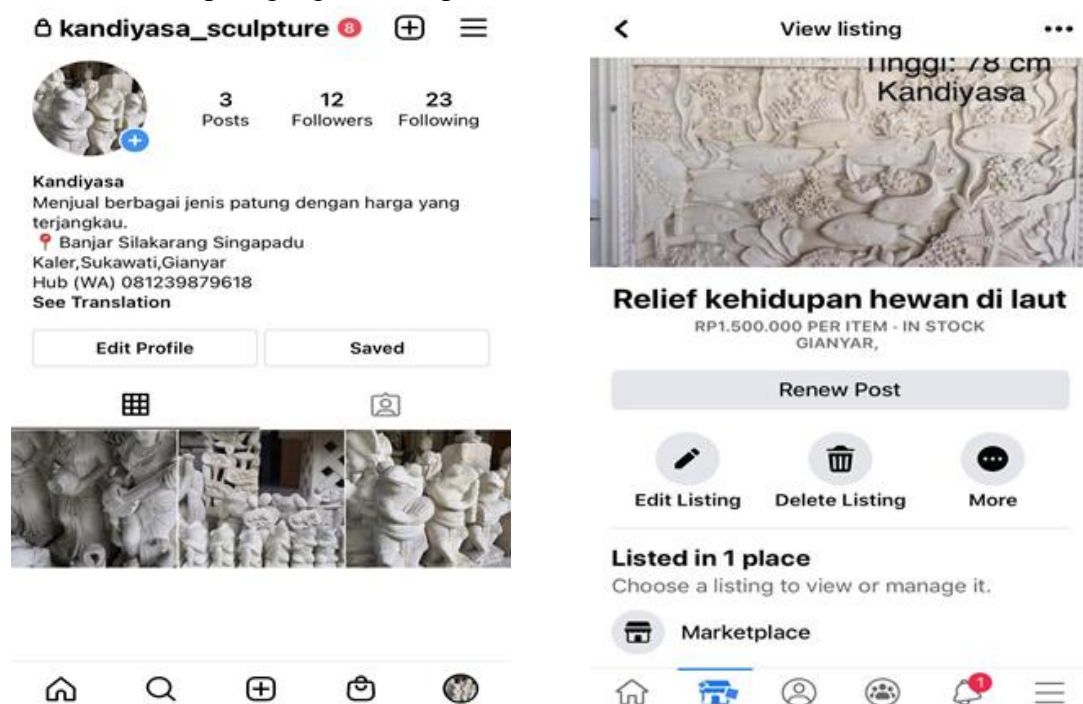 kandiyasa_sculpture 8
3 12 23
Posts Followers Following
Kandiyasa
Menjual berbagai jenis patung dengan harga yang
terjangkau.
📍 Banjar Silakarang Singapadu
Kaler,Sukawati,Gianyar
Hub (WA) 081239879618
See Translation
Edit Profile Saved
View listing
Tinggi: 78 cm
Kandiyasa
Relief kehidupan hewan di laut
RP1.500.000 PER ITEM - IN STOCK
GIANYAR,
Renew Post
Edit Listing Delete Listing More
Listed in 1 place
Choose a listing to view or manage it.
Marketplace
1